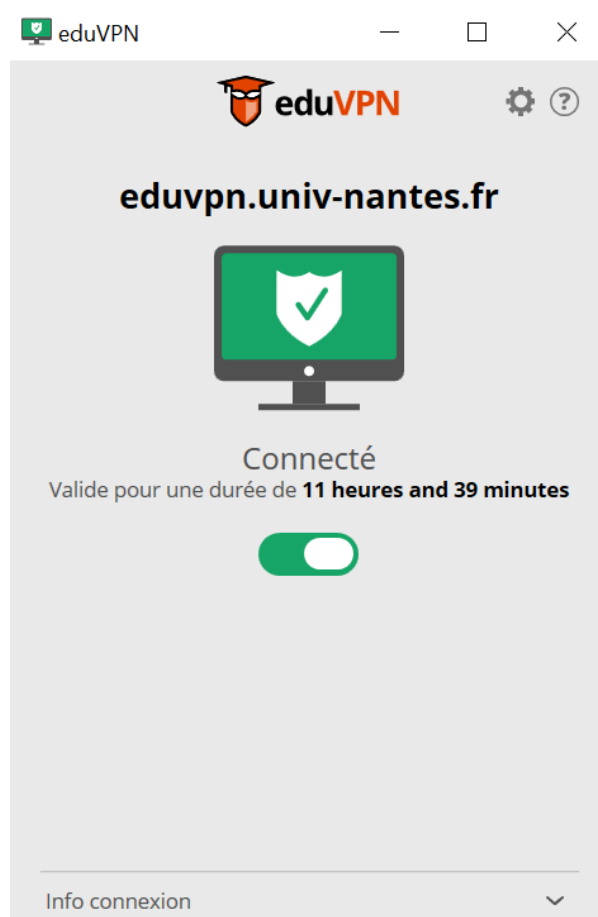 eduVPN
eduVPN
eduvpn.univ-nantes.fr
Connecté
Valide pour une durée de 11 heures and 39 minutes
Info connexion